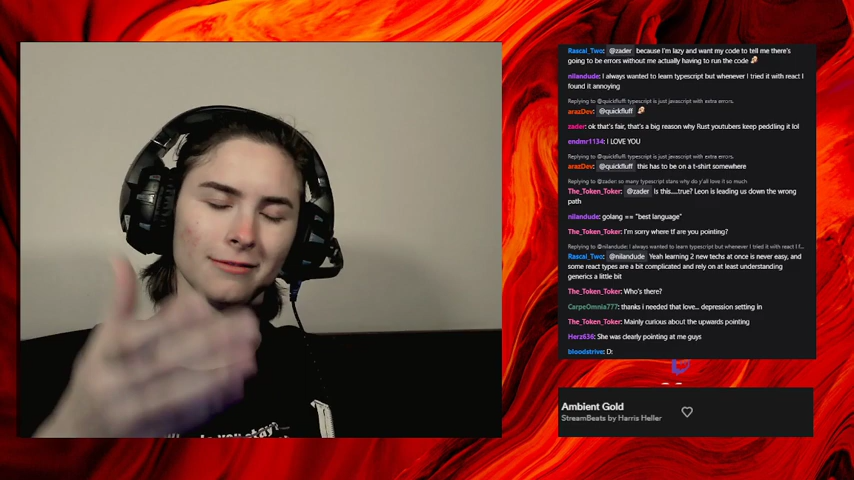 Rascal_Two: @zader because I'm lazy and want my code to tell me there's
going to be errors without me actually having to run the code
nilandude: I always wanted to learn typescript but whenever I tried it with react I
found it annoying
Replying to @quickfluff: typescript is just javascript with extra errors.
arazDev: @quickfluff
zader: ok that's fair, that's a big reason why Rust youtubers keep peddling it lol
endmr1134: I LOVE YOU
Replying to @quickfluff: typescript is just javascript with extra errors.
arazDev: @quickfluff this has to be on a t-shirt somewhere
Replying to @zader: so many typescript stans why do y'all love it so much
The_Token_Toker: @zader Is this.....true? Leon is leading us down the wrong
path
nilandude: golang == "best language"
The_Token_Toker: I'm sorry where tf are you pointing?
Replying to @nilandude: I always wanted to learn typescript but whenever I tried it with react I f...
Rascal_Two: @nilandude Yeah learning 2 new techs at once is never easy, and
some react types are a bit complicated and rely on at least understanding
generics a little bit
The_Token_Toker: Who's there?
CarpeOmnia777: thanks i needed that love... depression setting in
The_Token_Toker: Mainly curious about the upwards pointing
Herz636: She was clearly pointing at me guys
bloodstrive: D:
Ambient Gold
StreamBeats by Harris Heller